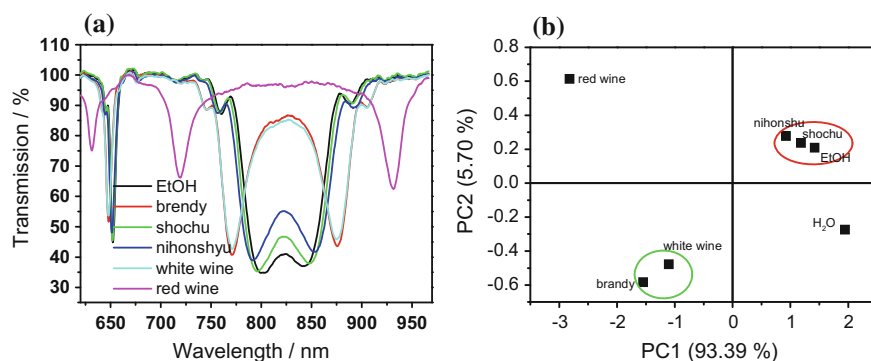 (a)
Transmission / %
100
90
80
70
60
50
40
30
EtOH
brendy
shochu
nihonshyu
white wine
red wine
650 700 750 800 850 900 950
Wavelength / nm
(b)
PC2 (5.70 %)
0.8
0.6
0.4
0.2
0.0
-0.2
-0.4
-0.6
red wine
nihonshu
shochu
EtOH
H₂O
white wine
brandy
-3 -2 -1 0 1 2
PC1 (93.39 %)